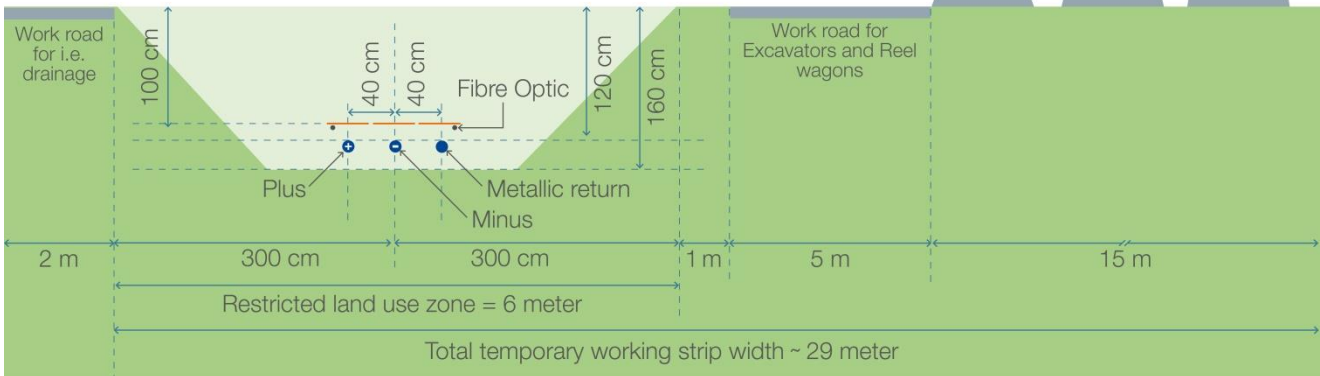 Work road
for i.e.
drainage
100 cm
40 cm
40 cm
Fibre Optic
120 cm
160 cm
Work road for
Excavators and Reel
wagons
+
-
Plus
Metallic return
Minus
2 m
300 cm
300 cm
1 m
5 m
15 m
Restricted land use zone = 6 meter
Total temporary working strip width ~ 29 meter